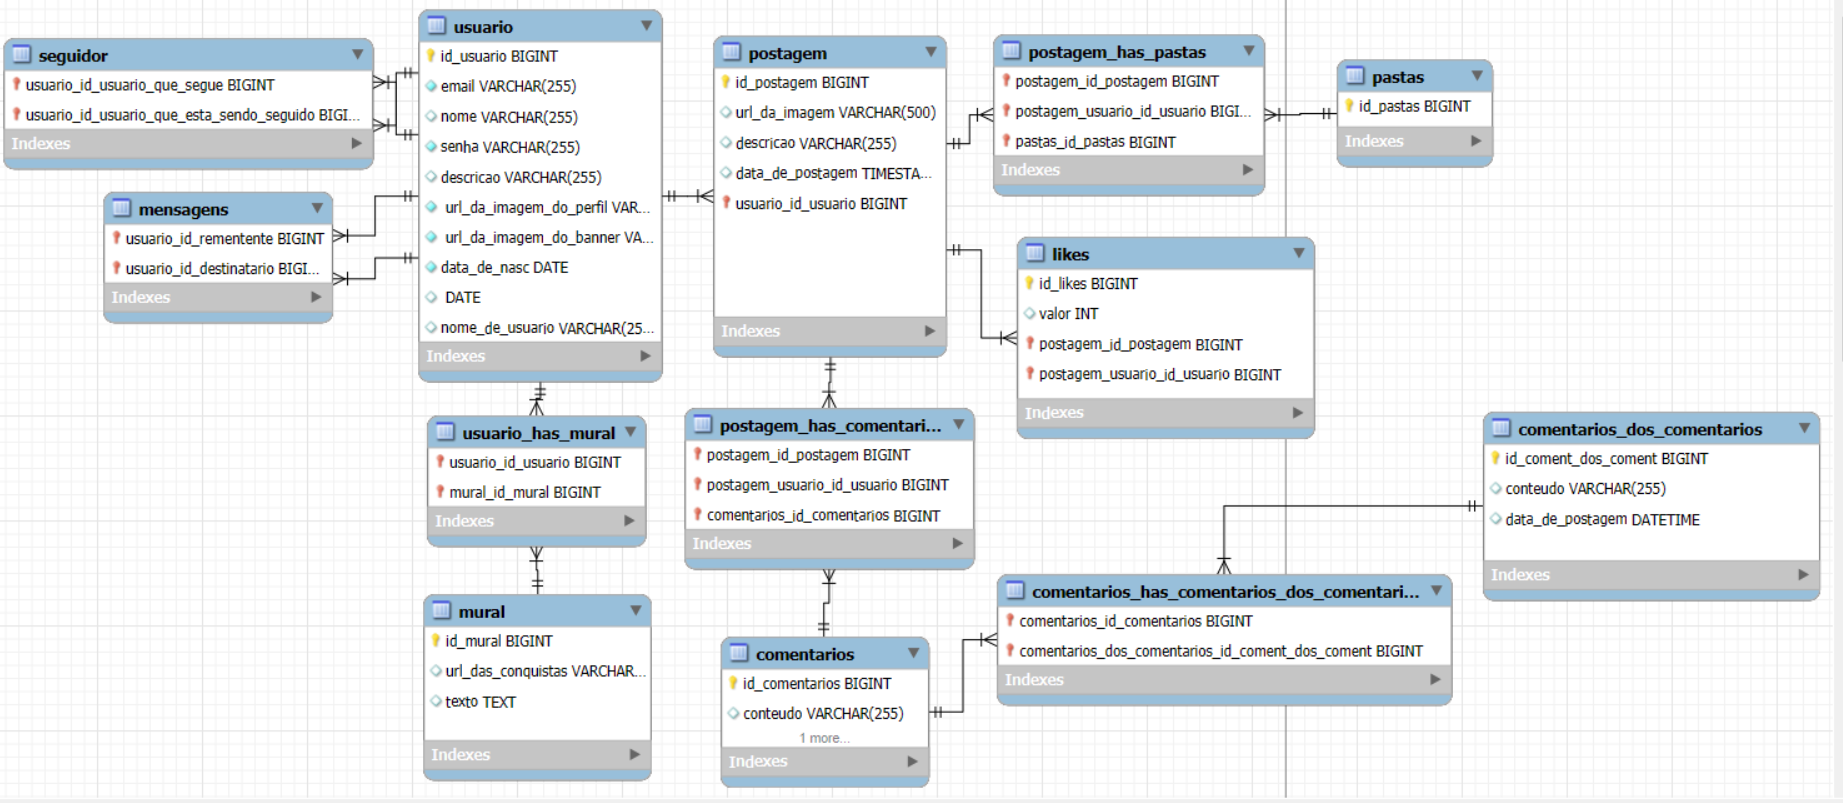 seguidor
usuario_id_usuario_que_segue BIGINT
usuario_id_usuario_que_esta_sendo_seguido BIGI...
Indexes
mensagens
usuario_id_rementente BIGINT
usuario_id_destinatario BIGI...
Indexes
usuario
id_usuario BIGINT
email VARCHAR(255)
nome VARCHAR(255)
senha VARCHAR(255)
descricao VARCHAR(255)
url_da_imagem_do_perfil VAR...
url_da_imagem_do_banner VA...
data_de_nasc DATE
DATE
nome_de_usuario VARCHAR(25...
Indexes
usuario_has_mural
usuario_id_usuario BIGINT
mural_id_mural BIGINT
Indexes
mural
id_mural BIGINT
url_das_conquistas VARCHAR...
texto TEXT
Indexes
postagem
id_postagem BIGINT
url_da_imagem VARCHAR(500)
descricao VARCHAR(255)
data_de_postagem TIMESTA...
usuario_id_usuario BIGINT
Indexes
postagem_has_comentari...
postagem_id_postagem BIGINT
postagem_usuario_id_usuario BIGINT
comentarios_id_comentarios BIGINT
Indexes
comentarios
id_comentarios BIGINT
conteudo VARCHAR(255)
1 more...
Indexes
postagem_has_pastas
postagem_id_postagem BIGINT
postagem_usuario_id_usuario BIGI...
pastas_id_pastas BIGINT
Indexes
pastas
id_pastas BIGINT
Indexes
likes
id_likes BIGINT
valor INT
postagem_id_postagem BIGINT
postagem_usuario_id_usuario BIGINT
Indexes
comentarios_dos_comentarios
id_coment_dos_coment BIGINT
conteudo VARCHAR(255)
data_de_postagem DATETIME
Indexes
comentarios_has_comentarios_dos_comentari...
comentarios_id_comentarios BIGINT
comentarios_dos_comentarios_id_coment_dos_coment BIGINT
Indexes